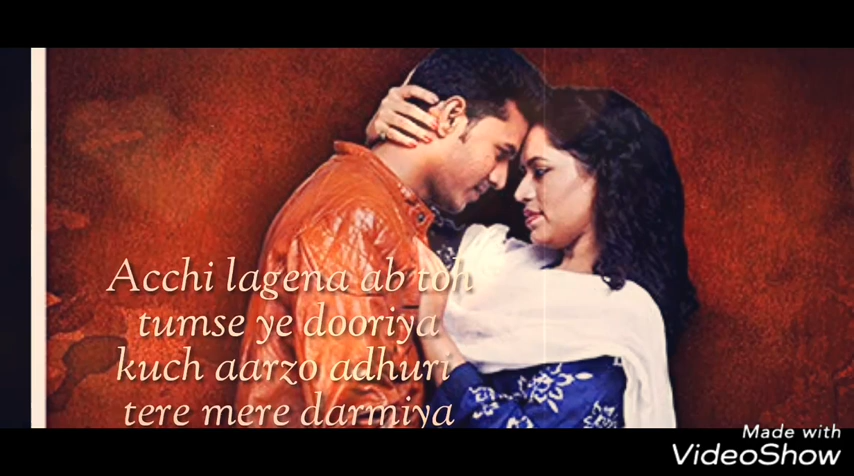 Acchi lagena ab toh
tumse ye dooriya
kuch aarzo adhuri
tere mere darmiya
Made with
VideoShow